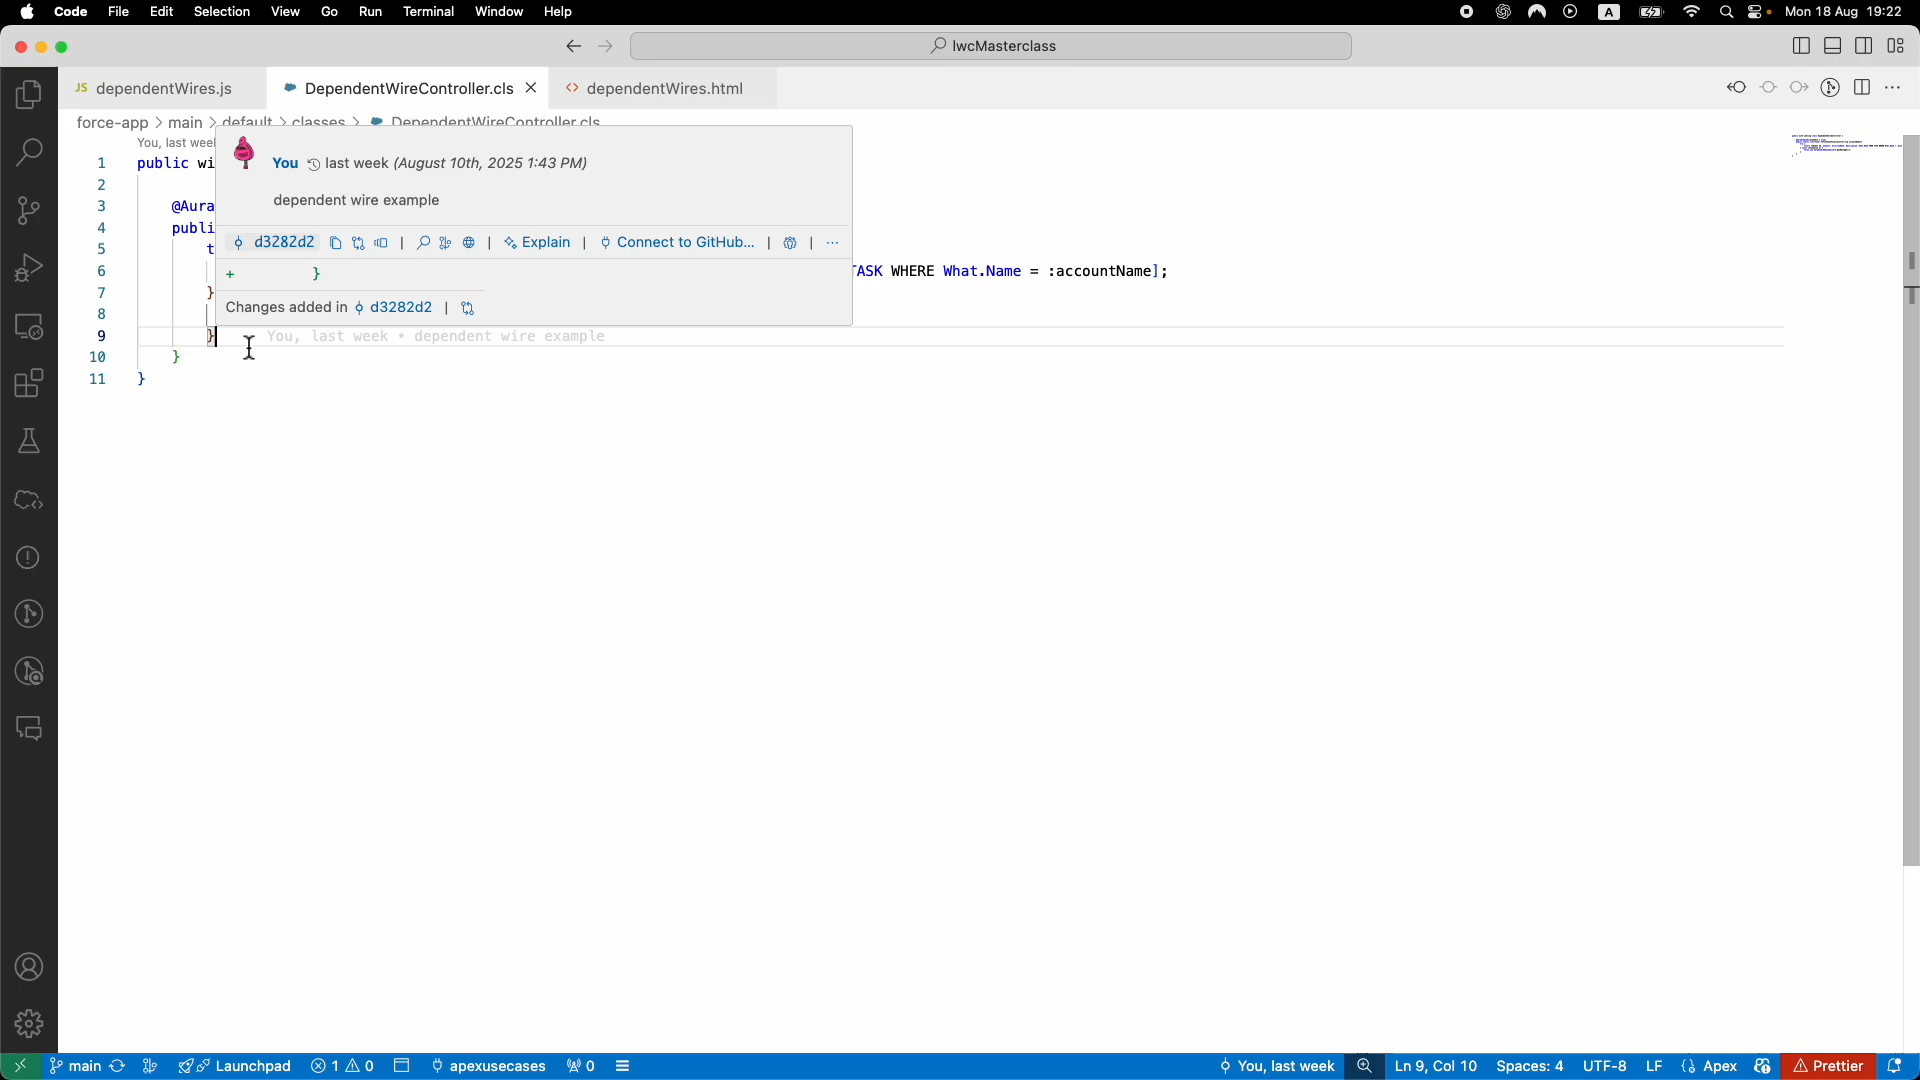 Code File Edit Selection View Go Run Terminal Window Help A Mon 18 Aug 19:22
lwcMasterclass
JS dependentWires.js DependentWireController.cls dependentWires.html
force-app > main > default > classes > DependentWireController.cls
You, last week
1 public wi
2
3 @Aura
4 publi
5 t
6 TASK WHERE What.Name = :accountName];
7 }
8
9 } You, last week • dependent wire example
10 }
11 }
You last week (August 10th, 2025 1:43 PM)
dependent wire example
d3282d2 | | Explain | Connect to GitHub... | | ...
+ }
Changes added in d3282d2 |
main Launchpad 1 0 apexusecases 0 You, last week Ln 9, Col 10 Spaces: 4 UTF-8 LF {} Apex Prettier